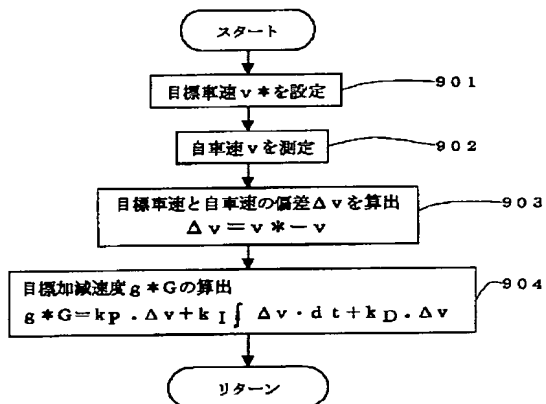 スタート
目標車速v*を設定
901
自車速vを測定
902
目標車速と自車速の偏差Δvを算出
Δv=v*-v
903
目標加減速度g*Gの算出
g*G=kP.Δv+kI∫ Δv・dt+kD.Δv
904
リターン